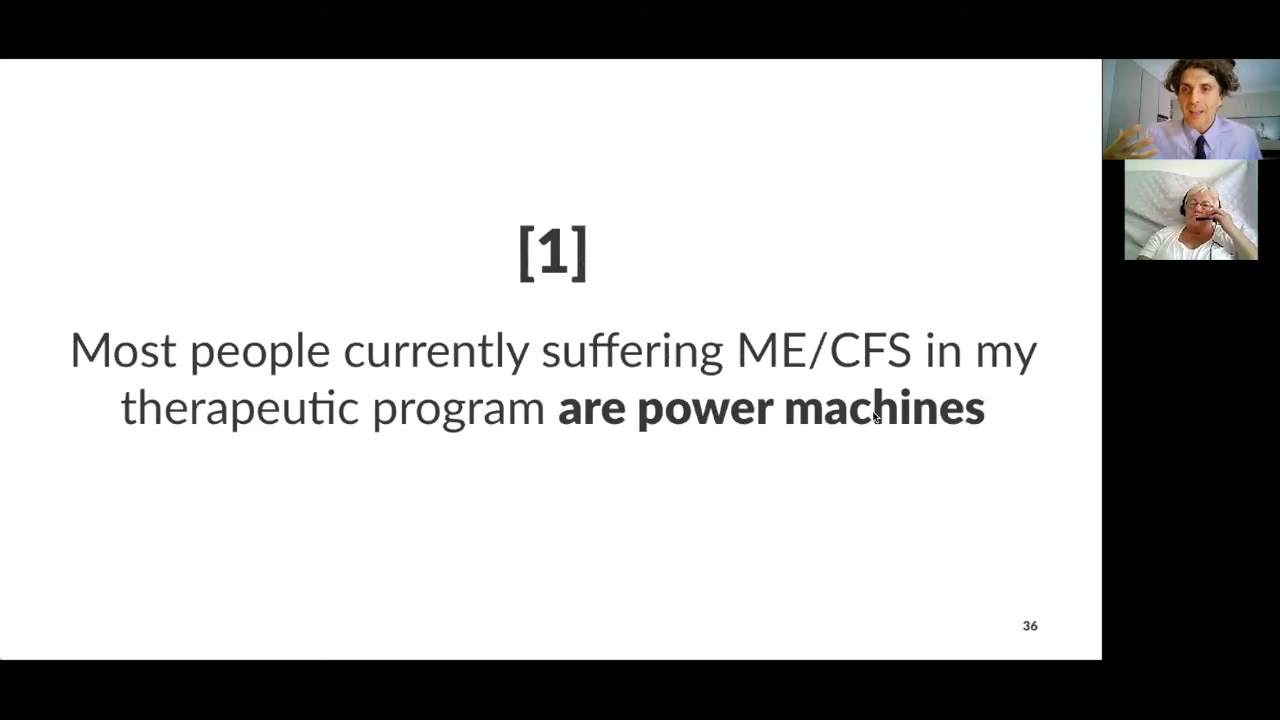 [1]
Most people currently suffering ME/CFS in my
therapeutic program are power machines
36